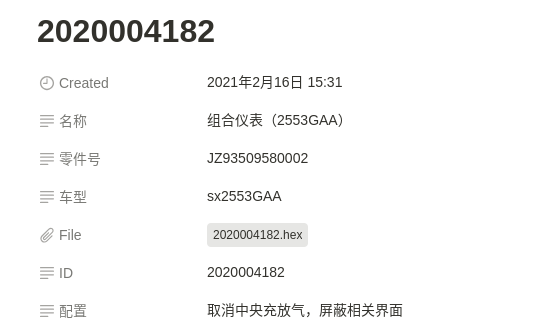 2020004182
Created 2021年2月16日 15:31
名称 组合仪表（2553GAA）
零件号 JZ93509580002
车型 sx2553GAA
File 2020004182.hex
ID 2020004182
配置 取消中央充放气，屏蔽相关界面